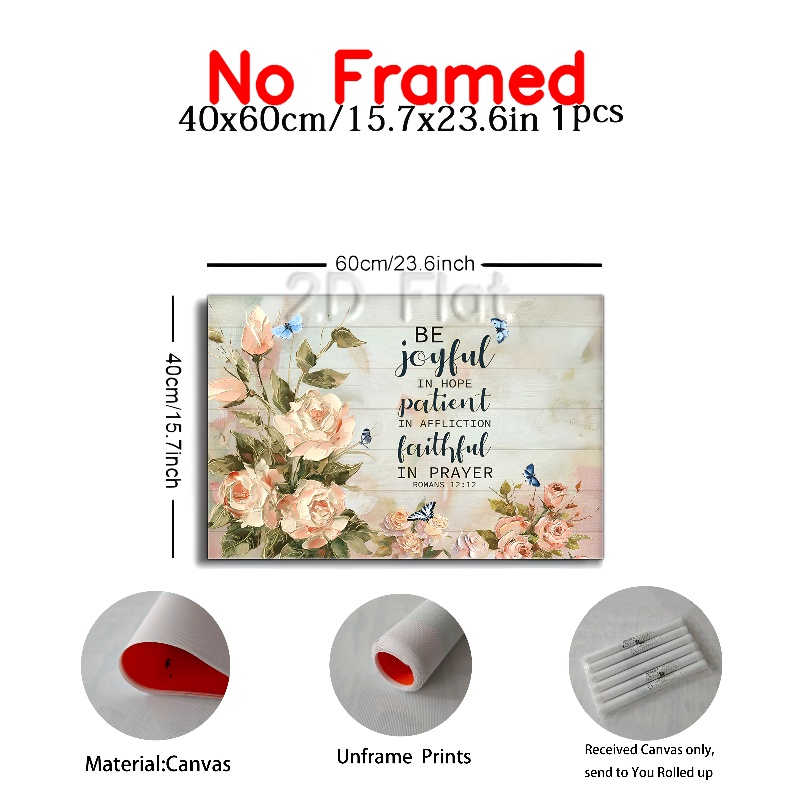 No Framed
40x60cm/15.7x23.6in 1pcs
60cm/23.6inch
2D Flat
40cm/15.7inch
BE
joyful
IN HOPE
patient
IN AFFLICTION
faithful
IN PRAYER
ROMANS 12:12
Material:Canvas
Unframe Prints
Received Canvas only,
send to You Rolled up